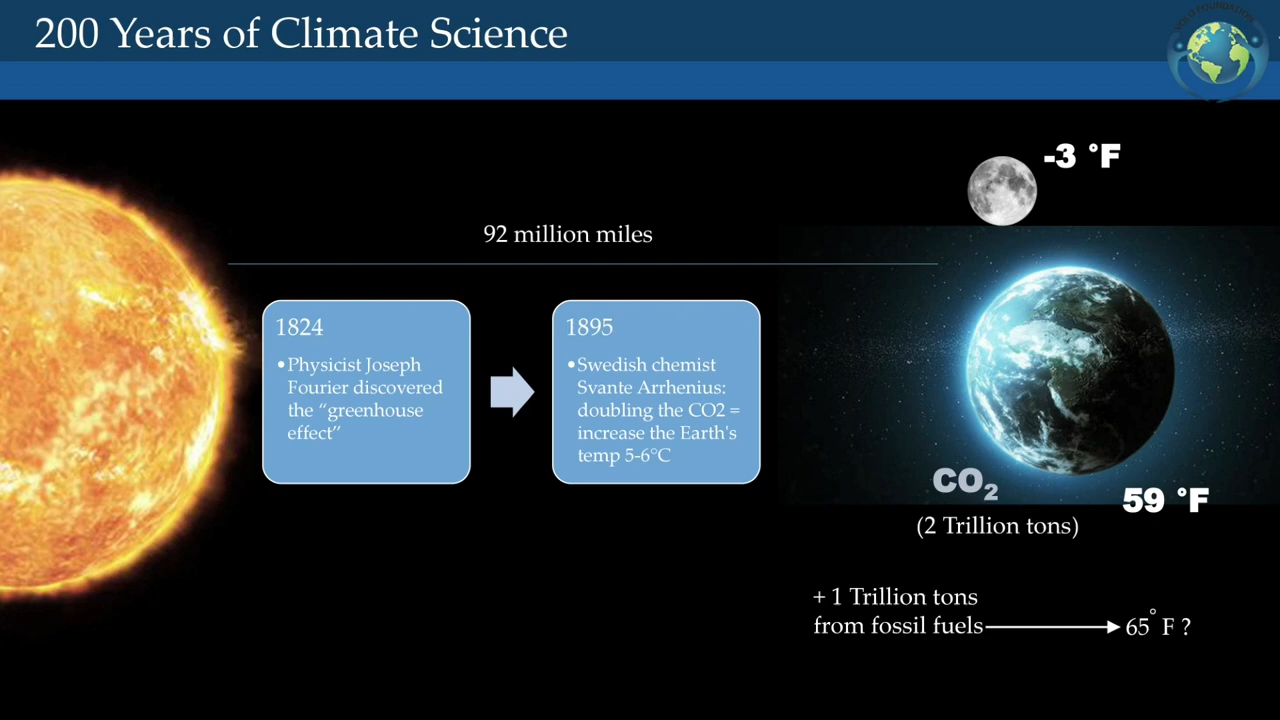 200 Years of Climate Science
VOLO FOUNDATION
-3 °F
92 million miles
1824
•Physicist Joseph
Fourier discovered
the “greenhouse
effect”
1895
•Swedish chemist
Svante Arrhenius:
doubling the CO2 =
increase the Earth's
temp 5-6°C
CO₂
59 °F
(2 Trillion tons)
+ 1 Trillion tons
from fossil fuels
65° F ?